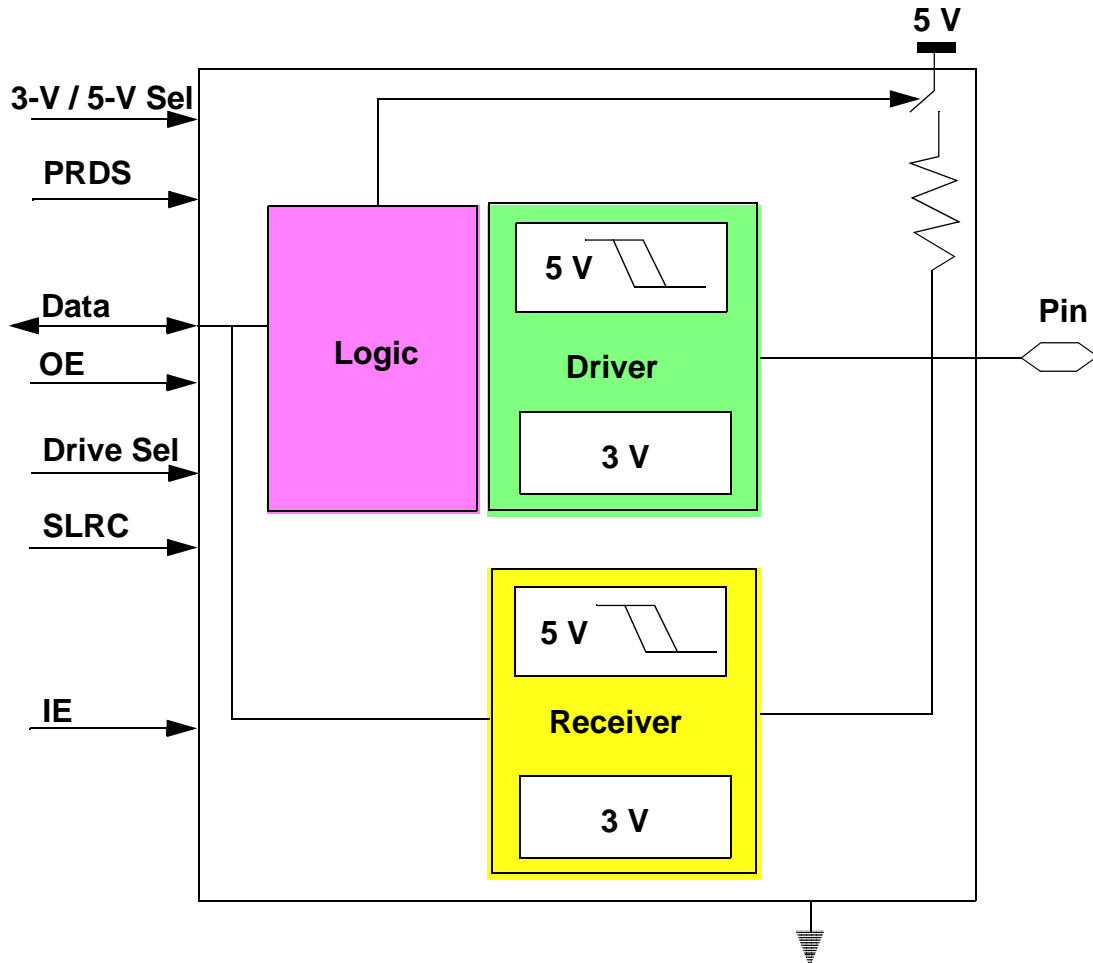 5 V
3-V / 5-V Sel
PRDS
Data
OE
Drive Sel
SLRC
IE
Logic
5 V
Driver
3 V
5 V
Receiver
3 V
Pin